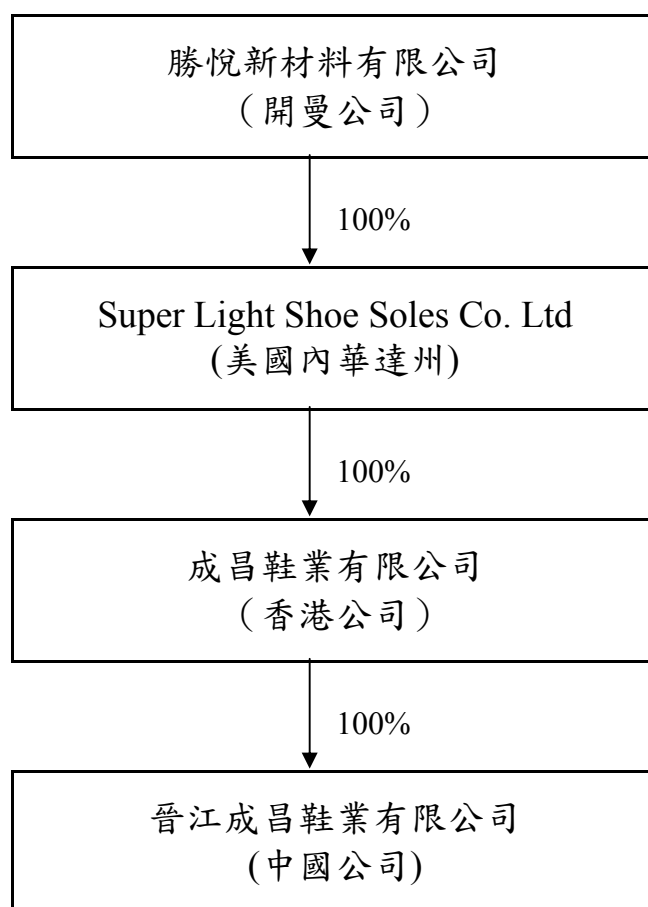 勝悅新材料有限公司
（開曼公司）
100%
Super Light Shoe Soles Co. Ltd
(美國內華達州)
100%
成昌鞋業有限公司
（香港公司）
100%
晉江成昌鞋業有限公司
(中國公司)